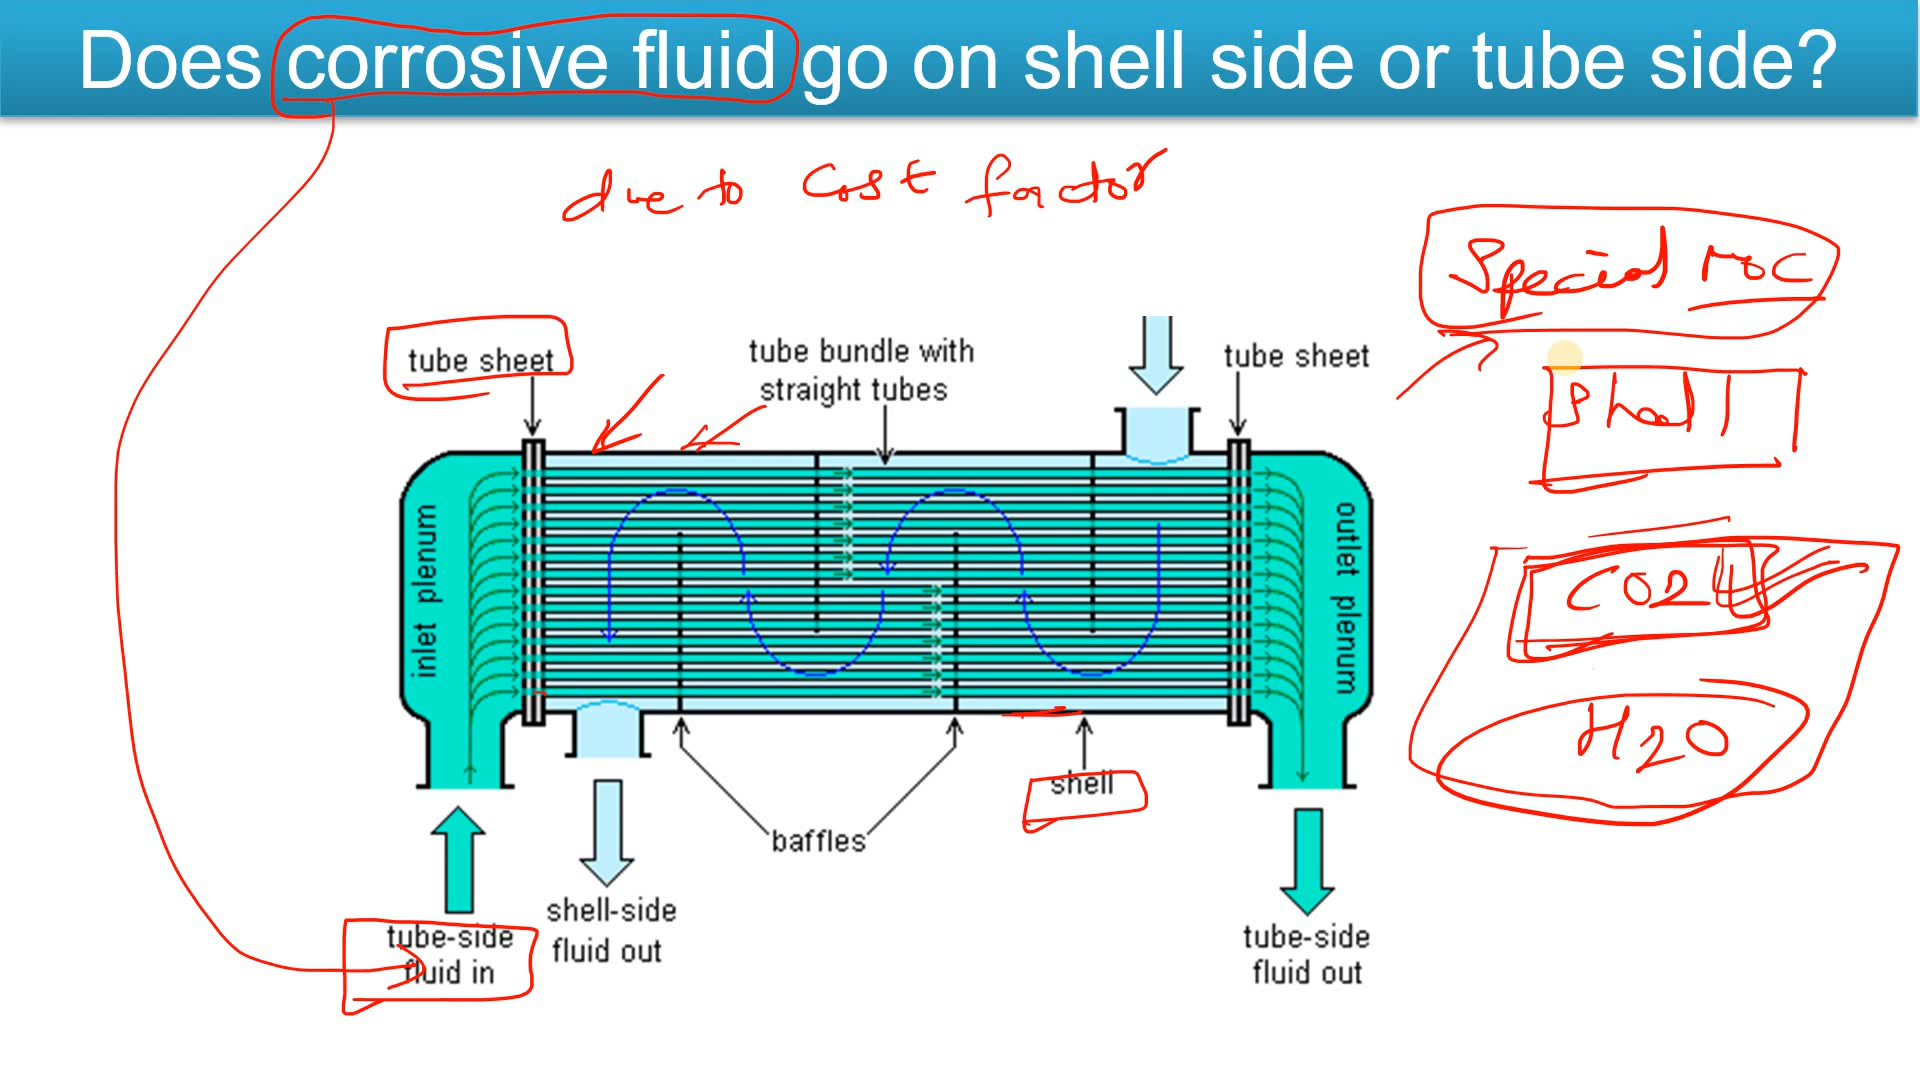 Does corrosive fluid go on shell side or tube side?
due to Cost factor
Special MOC
tube sheet
tube bundle with
straight tubes
tube sheet
Shell
inlet plenum
outlet plenum
CO2
H2O
shell
baffles
shell-side
fluid out
tube-side
fluid in
tube-side
fluid out